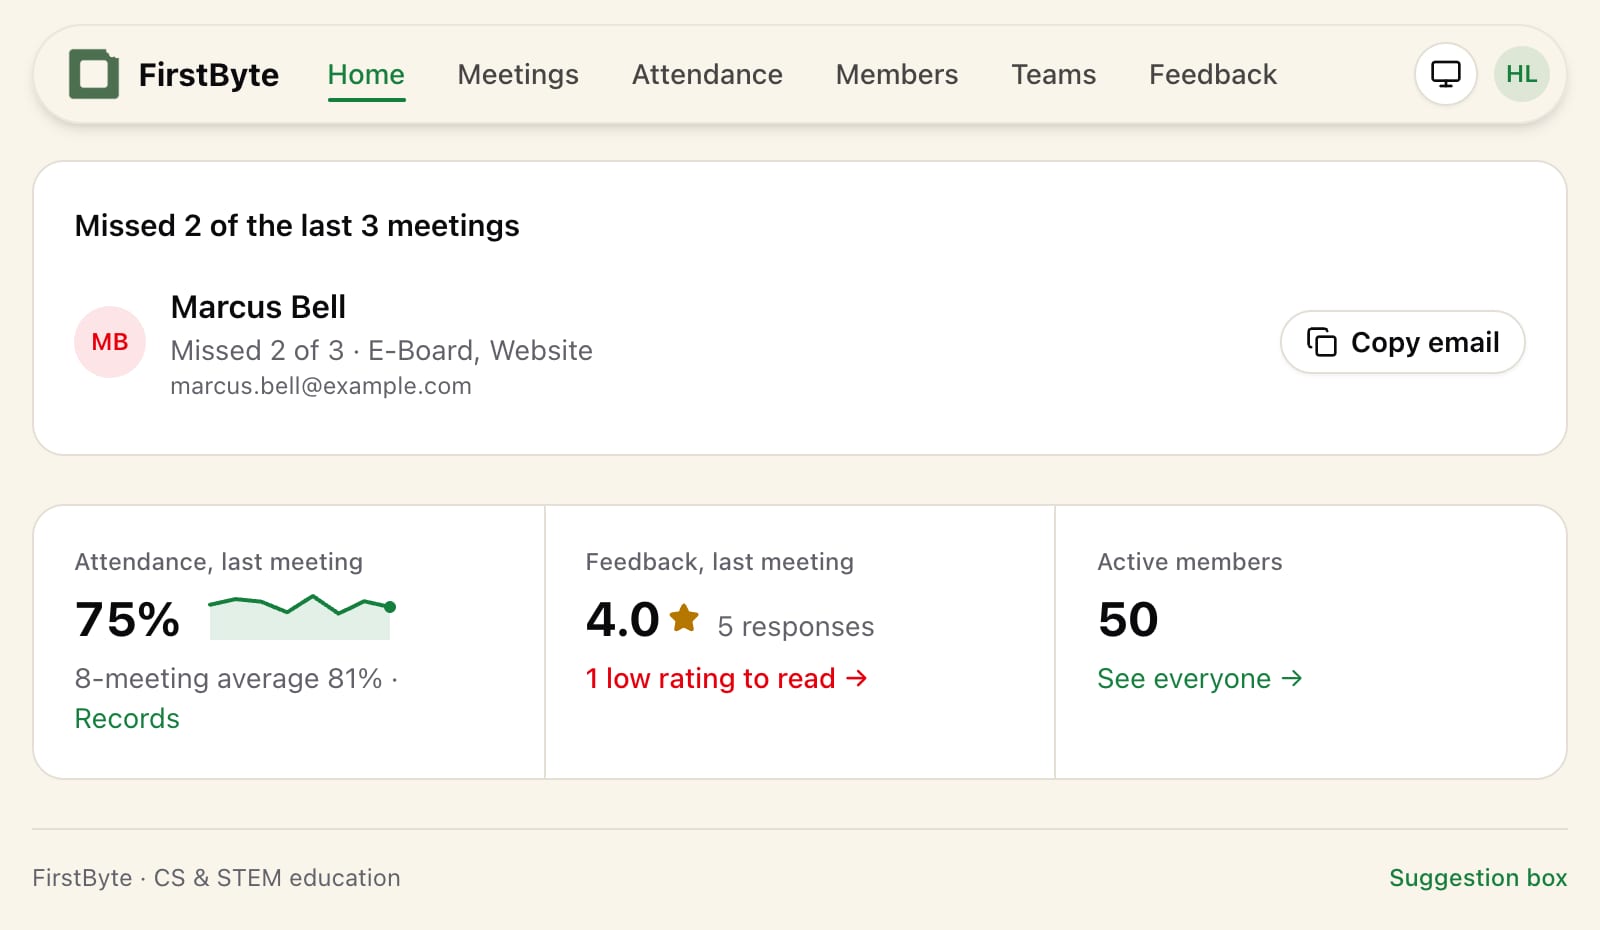 FirstByte
Home
Meetings
Attendance
Members
Teams
Feedback
HL
Missed 2 of the last 3 meetings
MB
Marcus Bell
Missed 2 of 3 · E-Board, Website
marcus.bell@example.com
Copy email
Attendance, last meeting
75%
8-meeting average 81% ·
Records
Feedback, last meeting
4.0 ★ 5 responses
1 low rating to read →
Active members
50
See everyone →
FirstByte · CS & STEM education
Suggestion box